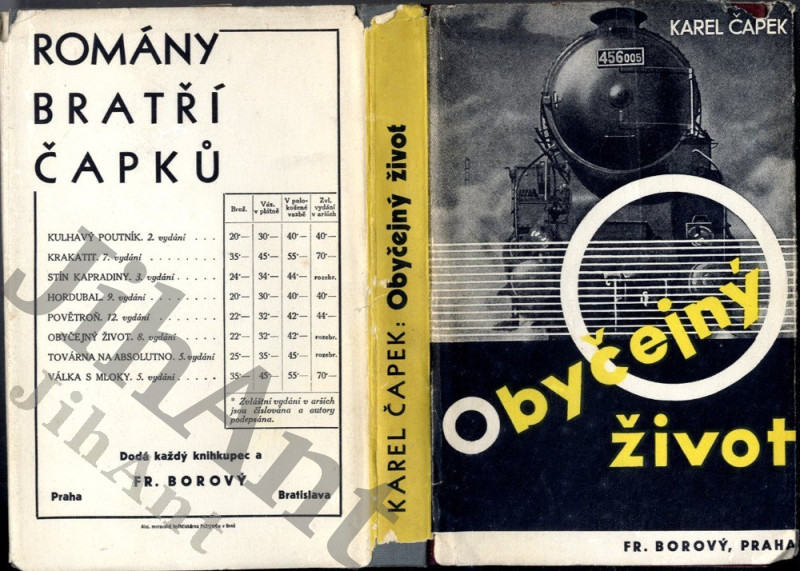 ROMÁNY
BRATŘÍ
ČAPKŮ
Brož. Váz. v plátně V polo- kožené vazbě Zvl. vydání v arších
KULHAVÝ POUTNÍK. 2. vydání . . . . 20·— 30·— 40·— 40·—
KRAKATIT. 7. vydání . . . . . 35·— 45·— 55·— 70·—
STÍN KAPRADINY. 3. vydání . . . . 24·— 34·— 44·— rozebr.
HORDUBAL. 9. vydání . . . . . 20·— 30·— 40·— 40·—
POVĚTROŇ. 12. vydání . . . . . 22·— 32·— 42·— 44·—
OBYČEJNÝ ŽIVOT. 8. vydání . . . . 22·— 32·— 42·— rozebr.
TOVÁRNA NA ABSOLUTNO. 5. vydání 25·— 35·— 45·— rozebr.
VÁLKA S MLOKY. 5. vydání . . . . . 35·— 45·— 55·— 70·—
* Zvláštní vydání v arších
jsou číslována a autory
podepsána.
Dodá každý knihkupec a
FR. BOROVÝ
Praha Bratislava
KAREL ČAPEK: Obyčejný život
KAREL ČAPEK
456005
Obyčejný
život
FR. BOROVÝ, PRAHA
JihAnt
JihAnt